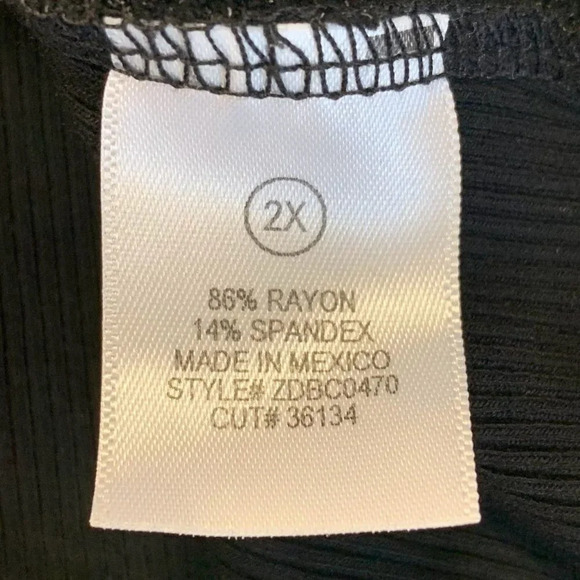 2X
86% RAYON
14% SPANDEX
MADE IN MEXICO
STYLE# ZDBC0470
CUT# 36134